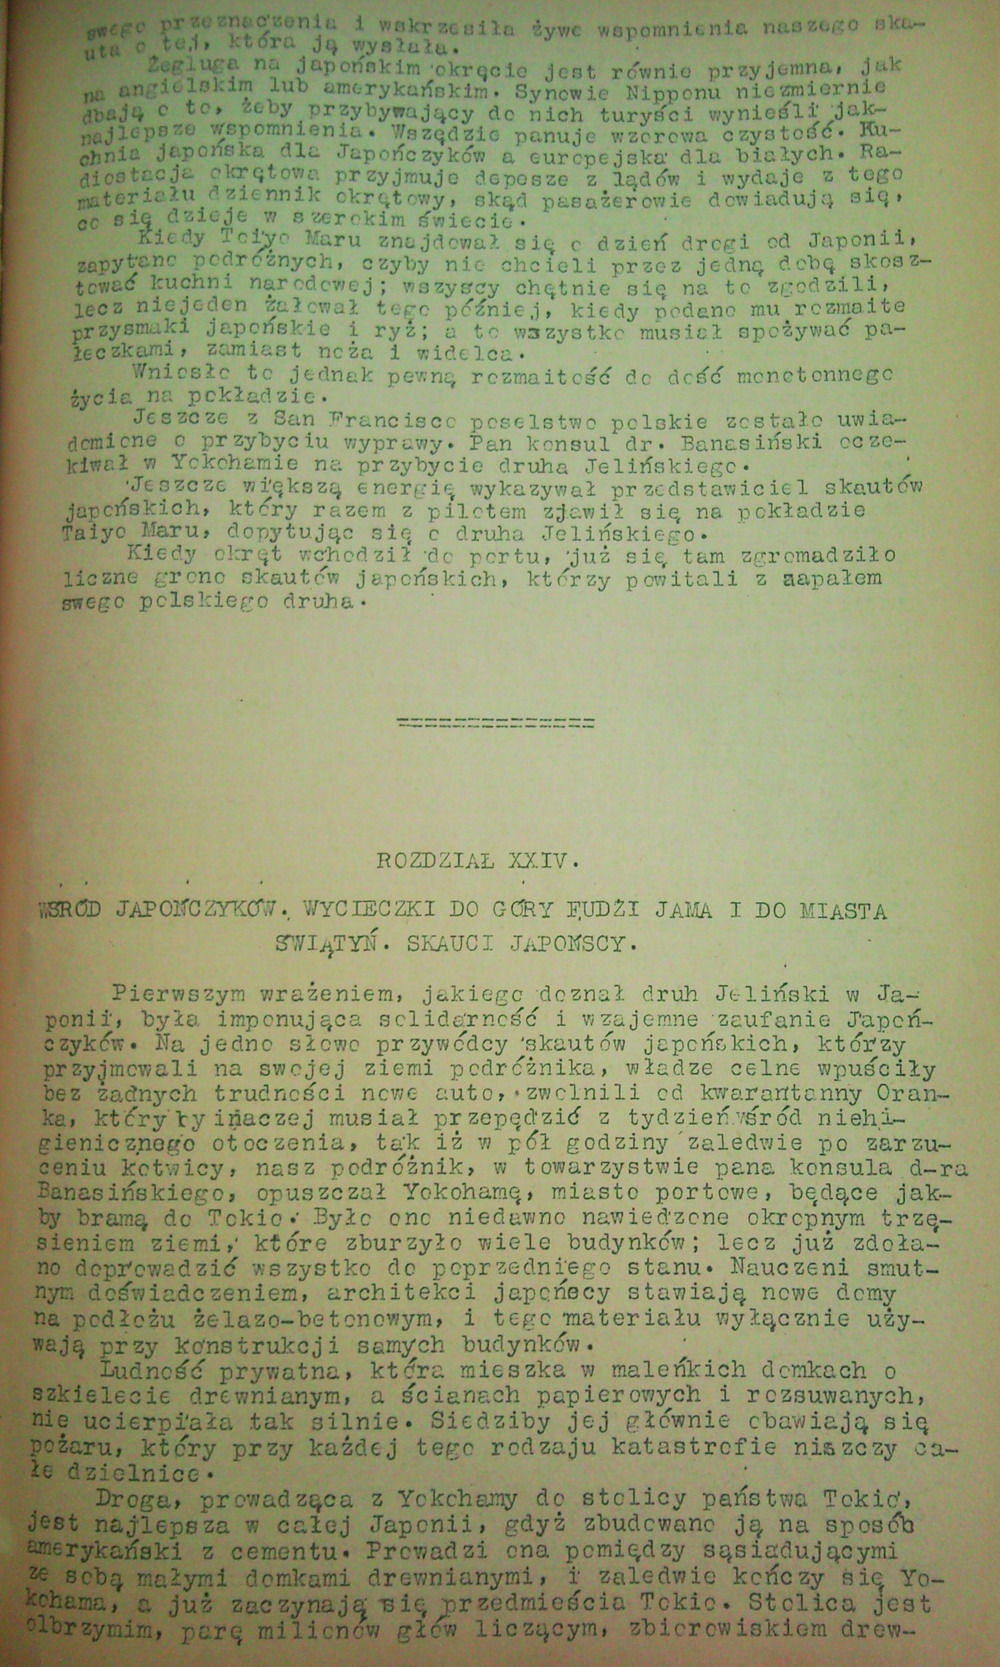 swego przeznaczenia i wskrzesiła żywe wspomnienia naszego ska-
uta o tej, która ją wysłała.
Żegluga na japońskim okręcie jest równie przyjemna, jak
na angielskim lub amerykańskim. Synowie Nipponu niezmiernie
dbają o to, żeby przybywający do nich turyści wynieśli jak-
najlepsze wspomnienia. Wszędzie panuje wzorowa czystość. Ku-
chnia japońska dla Japończyków a europejska dla białych. Ra-
diostacja okrętowa przyjmuje depesze z lądów i wydaje z tego
materiału dziennik okrętowy, skąd pasażerowie dowiadują się,
co się dzieje w szerokim świecie.
Kiedy Teiyo Maru znajdował się o dzień drogi od Japonii,
zapytano podróżnych, czyby nie chcieli przez jedną dobę skosz-
tować kuchni narodowej; wszyscy chętnie się na to zgodzili,
lecz niejeden żałował tego później, kiedy podano mu rozmaite
przysmaki japońskie i ryż; a to wszystko musiał spożywać pa-
łeczkami, zamiast noża i widelca.
Wniosło to jednak pewną rozmaitość do dość monotonnego
życia na pokładzie.
Jeszcze z San Francisco poselstwo polskie zostało uwia-
domione o przybyciu wyprawy. Pan konsul dr. Banasiński ocze-
kiwał w Yokohamie na przybycie druha Jelińskiego.
Jeszcze większą energię wykazywał przedstawiciel skautów
japońskich, który razem z pilotem zjawił się na pokładzie
Taiyo Maru, dopytując się o druha Jelińskiego.
Kiedy okręt wchodził do portu, już się tam zgromadziło
liczne grono skautów japońskich, którzy powitali z aapałem
swego polskiego druha.
===============
ROZDZIAŁ XXIV.
WŚRÓD JAPOŃCZYKÓW. WYCIECZKI DO GÓRY FUDŻI JAMA I DO MIASTA
ŚWIĄTYŃ. SKAUCI JAPOŃSCY.
Pierwszym wrażeniem, jakiego doznał druh Jeliński w Ja-
ponii, była imponująca solidarność i wzajemne zaufanie Japoń-
czyków. Na jedno słowo przywódcy skautów japońskich, którzy
przyjmowali na swojej ziemi podróżnika, władze celne wpuściły
bez żadnych trudności nowe auto, zwolnili od kwarantanny Oran-
ka, który by inaczej musiał przepędzić z tydzień wśród niehi-
gienicznego otoczenia, tak iż w pół godziny zaledwie po zarzu-
ceniu kotwicy, nasz podróżnik, w towarzystwie pana konsula d-ra
Banasińskiego, opuszczał Yokohamę, miasto portowe, będące jak-
by bramą do Tokio. Było ono niedawno nawiedzone okropnym trzę-
sieniem ziemi, które zburzyło wiele budynków; lecz już zdoła-
no doprowadzić wszystko do poprzedniego stanu. Nauczeni smut-
nym doświadczeniem, architekci japońscy stawiają nowe domy
na podłożu żelazo-betonowym, i tego materiału wyłącznie uży-
wają przy konstrukcji samych budynków.
Ludność prywatna, która mieszka w maleńkich domkach o
szkielecie drewnianym, a ścianach papierowych i rozsuwanych,
nie ucierpiała tak silnie. Siedziby jej głównie obawiają się
pożaru, który przy każdej tego rodzaju katastrofie niszczy ca-
łe dzielnice.
Droga, prowadząca z Yokohamy do stolicy państwa Tokio,
jest najlepsza w całej Japonii, gdyż zbudowano ją na sposób
amerykański z cementu. Prowadzi ona pomiędzy sąsiadującymi
ze sobą małymi domkami drewnianymi, i zaledwie kończy się Yo-
kohama, a już zaczynają się przedmieścia Tokio. Stolica jest
olbrzymim, parę milionów głów liczącym, zbiorowiskiem drew-